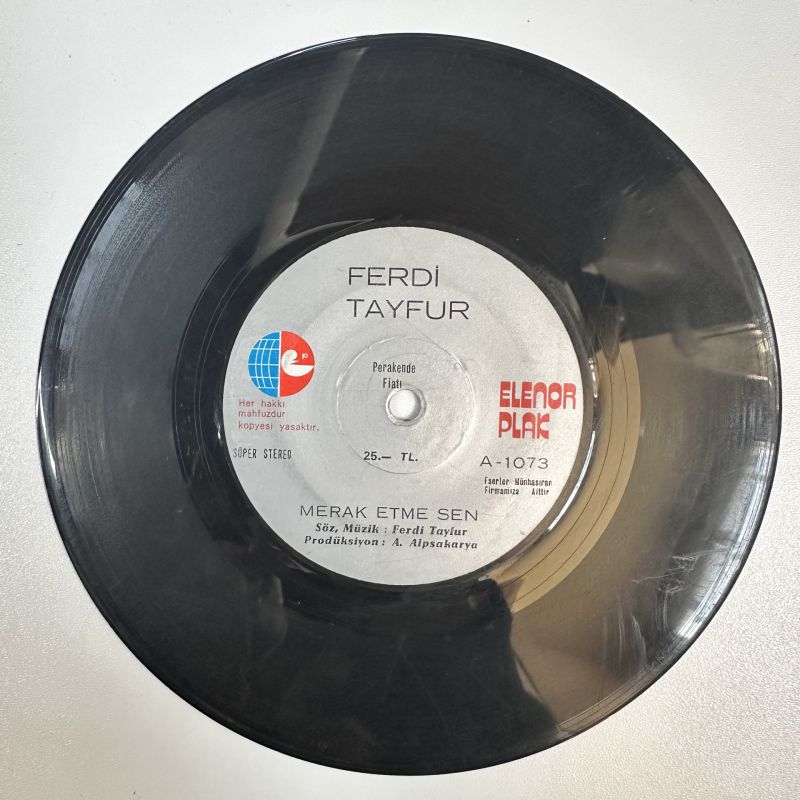 FERDİ
TAYFUR
Perakende
Fiatı
Her hakkı
mahfuzdur
kopyesi yasaktır.
ELENOR
PLAK
SÜPER STEREO
25.— TL.
A-1073
Eserler Münhasıran
Firmamıza Aittir
MERAK ETME SEN
Söz, Müzik : Ferdi Tayfur
Prodüksiyon : A. Alpsakarya